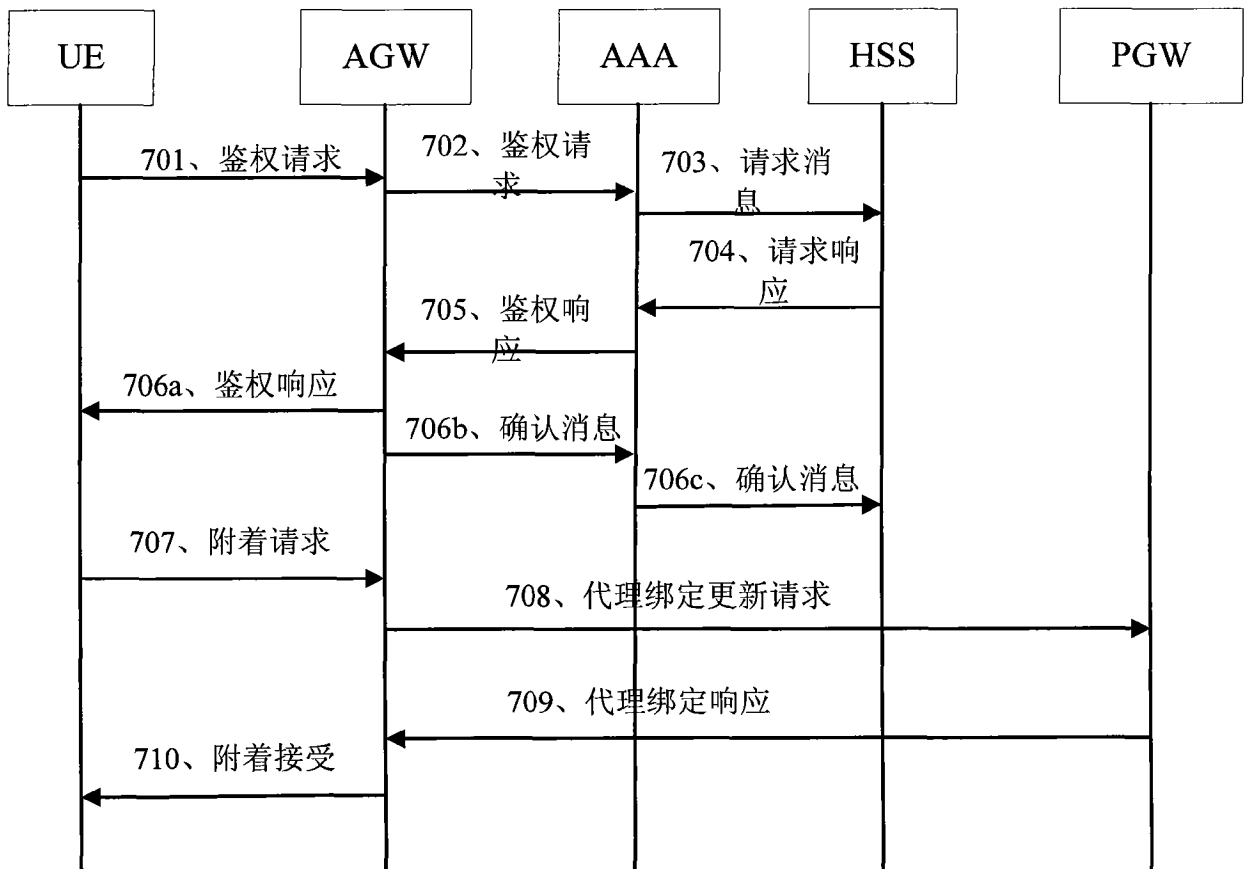 UE
AGW
AAA
HSS
PGW
701、鉴权请求
702、鉴权请
求
703、请求消
息
704、请求响
应
705、鉴权响
应
706a、鉴权响应
706b、确认消息
706c、确认消息
707、附着请求
708、代理绑定更新请求
709、代理绑定响应
710、附着接受